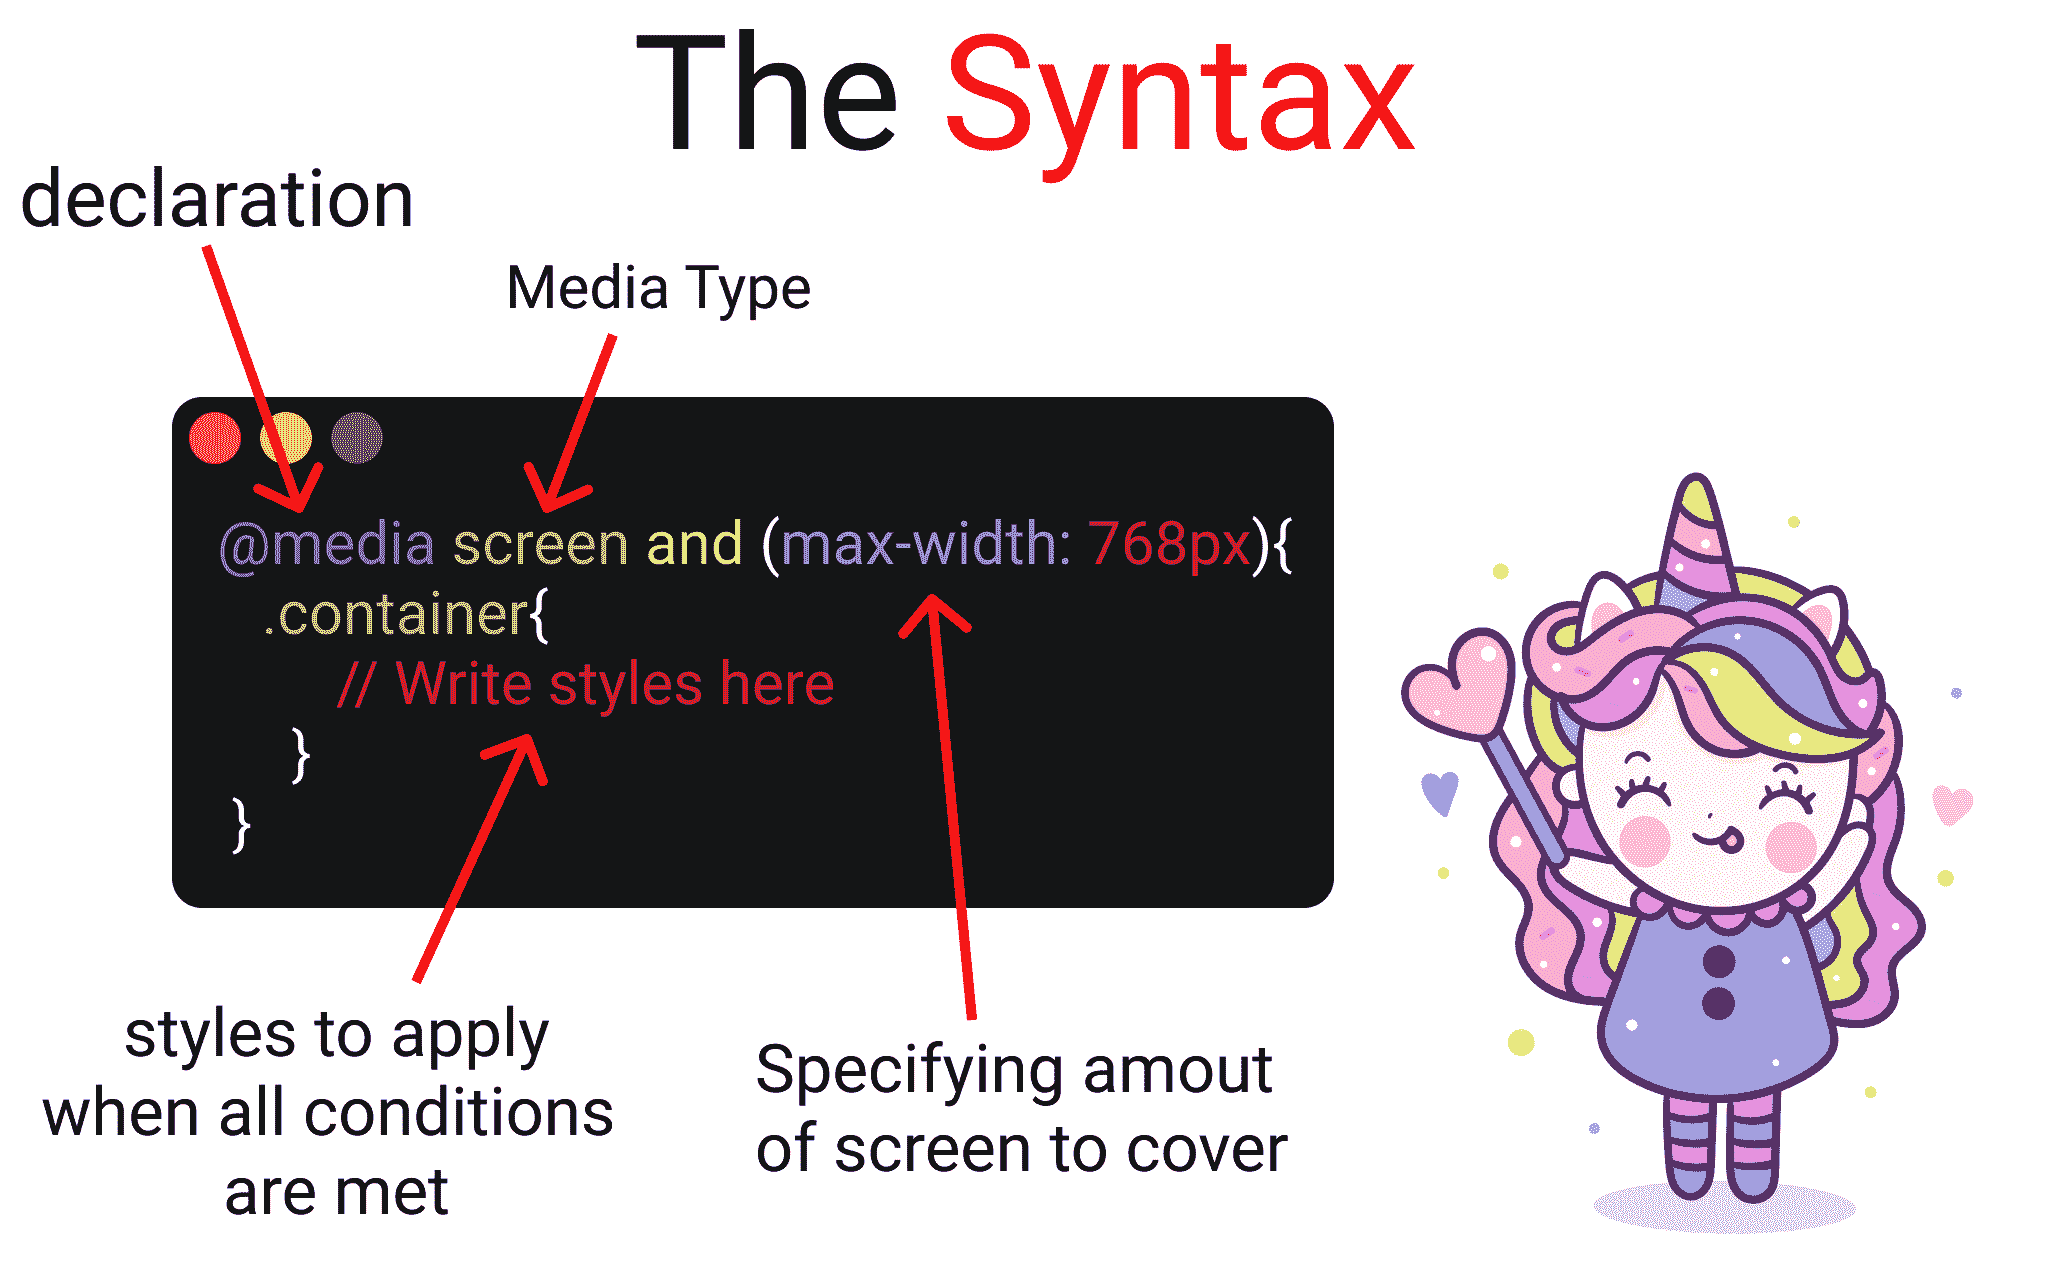 The Syntax
declaration
Media Type
@media screen and (max-width: 768px){
.container{
// Write styles here
}
}
styles to apply
when all conditions
are met
Specifying amout
of screen to cover